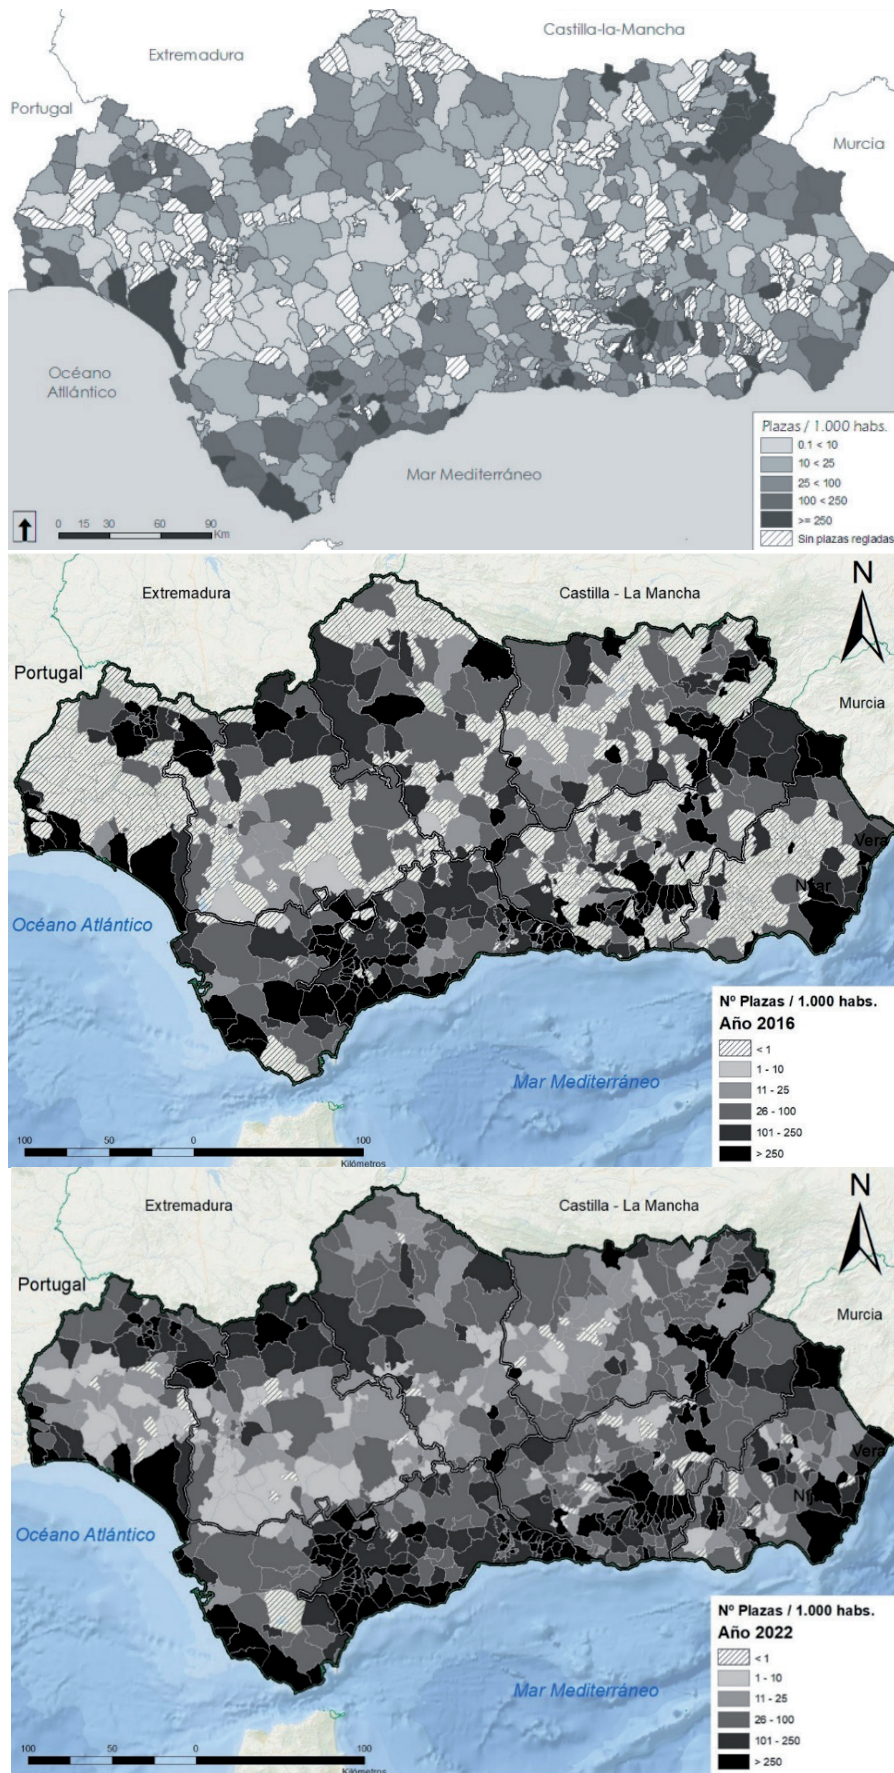 Extremadura
Castilla-la-Mancha
Portugal
Murcia
Océano
Atllántico
Mar Mediterráneo
Plazas / 1.000 habs.
0.1 < 10
10 < 25
25 < 100
100 < 250
>= 250
Sin plazas regladas
0 15 30 60 90
Km
Extremadura
Castilla - La Mancha
N
Portugal
Murcia
Vera
Océano Atlántico
Mar Mediterráneo
Nº Plazas / 1.000 habs.
Año 2016
< 1
1 - 10
11 - 25
26 - 100
101 - 250
> 250
100 50 0 100
Kilómetros
Extremadura
Castilla - La Mancha
N
Portugal
Murcia
Vera
Océano Atlántico
Mar Mediterráneo
Nº Plazas / 1.000 habs.
Año 2022
< 1
1 - 10
11 - 25
26 - 100
101 - 250
> 250
100 50 0 100
Kilómetros